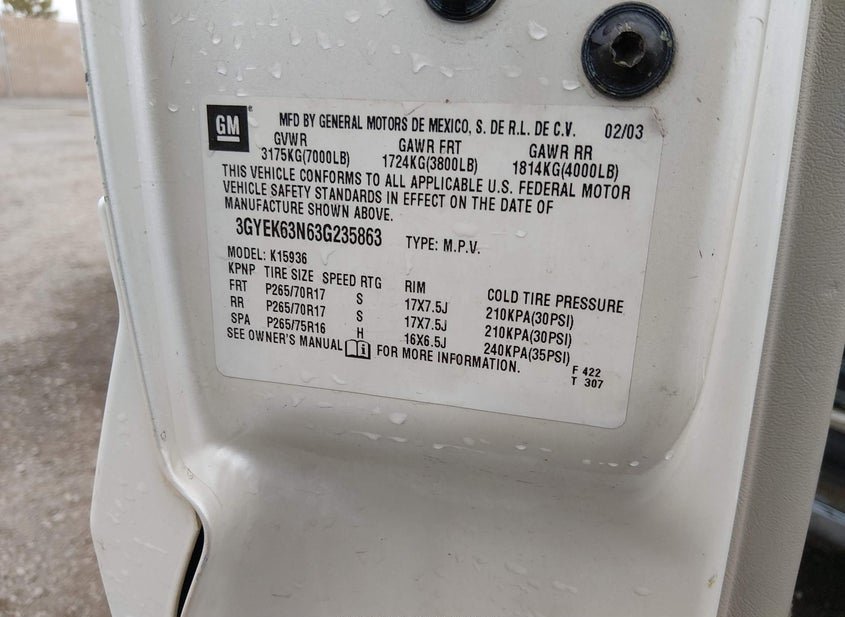 GM ®
MFD BY GENERAL MOTORS DE MEXICO, S. DE R.L. DE C.V. 02/03
GVWR GAWR FRT GAWR RR
3175KG(7000LB) 1724KG(3800LB) 1814KG(4000LB)
THIS VEHICLE CONFORMS TO ALL APPLICABLE U.S. FEDERAL MOTOR
VEHICLE SAFETY STANDARDS IN EFFECT ON THE DATE OF
MANUFACTURE SHOWN ABOVE.
3GYEK63N63G235863 TYPE: M.P.V.
MODEL: K15936
KPNP TIRE SIZE SPEED RTG RIM COLD TIRE PRESSURE
FRT P265/70R17 S 17X7.5J 210KPA(30PSI)
RR P265/70R17 S 17X7.5J 210KPA(30PSI)
SPA P265/75R16 H 16X6.5J 240KPA(35PSI)
SEE OWNER'S MANUAL FOR MORE INFORMATION.
F 422
T 307